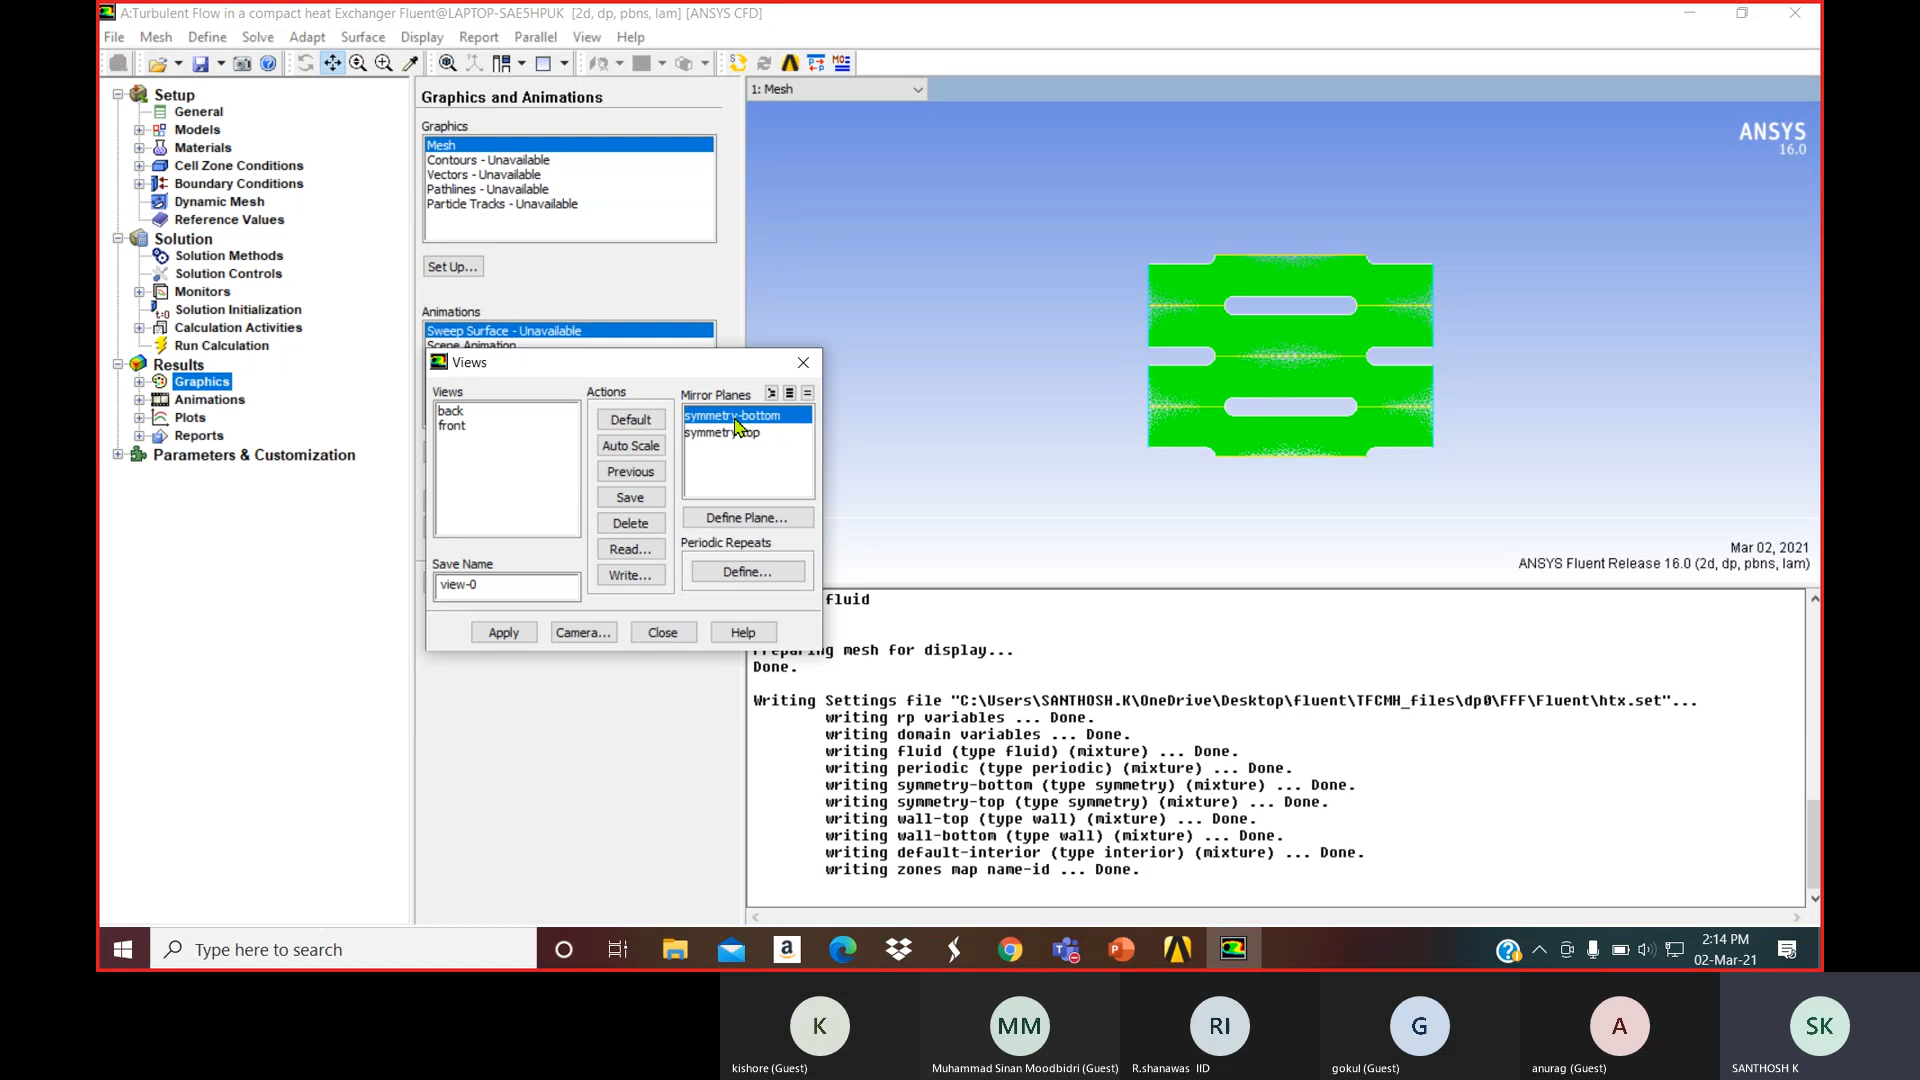 A:Turbulent Flow in a compact heat Exchanger Fluent@LAPTOP-SAE5HPUK [2d, dp, pbns, lam] [ANSYS CFD]
File Mesh Define Solve Adapt Surface Display Report Parallel View Help
Setup
General
Models
Materials
Cell Zone Conditions
Boundary Conditions
Dynamic Mesh
Reference Values
Solution
Solution Methods
Solution Controls
Monitors
Solution Initialization
Calculation Activities
Run Calculation
Results
Graphics
Animations
Plots
Reports
Parameters & Customization
Graphics and Animations
Graphics
Mesh
Contours - Unavailable
Vectors - Unavailable
Pathlines - Unavailable
Particle Tracks - Unavailable
Set Up...
Animations
Sweep Surface - Unavailable
Scene Animation
Views
Views
back
front
Save Name
view-0
Actions
Default
Auto Scale
Previous
Save
Delete
Read...
Write...
Mirror Planes
symmetry-bottom
symmetry-top
Define Plane...
Periodic Repeats
Define...
Apply Camera... Close Help
1: Mesh
ANSYS
16.0
Mar 02, 2021
ANSYS Fluent Release 16.0 (2d, dp, pbns, lam)
fluid
Preparing mesh for display...
Done.
Writing Settings file "C:\Users\SANTHOSH.K\OneDrive\Desktop\fluent\TFCMH_files\dp0\FFF\Fluent\htx.set"...
writing rp variables ... Done.
writing domain variables ... Done.
writing fluid (type fluid) (mixture) ... Done.
writing periodic (type periodic) (mixture) ... Done.
writing symmetry-bottom (type symmetry) (mixture) ... Done.
writing symmetry-top (type symmetry) (mixture) ... Done.
writing wall-top (type wall) (mixture) ... Done.
writing wall-bottom (type wall) (mixture) ... Done.
writing default-interior (type interior) (mixture) ... Done.
writing zones map name-id ... Done.
Type here to search
2:14 PM
02-Mar-21
K
MM
RI
G
A
SK
kishore (Guest)
Muhammad Sinan Moodbidri (Guest)
R.shanawas IID
gokul (Guest)
anurag (Guest)
SANTHOSH K